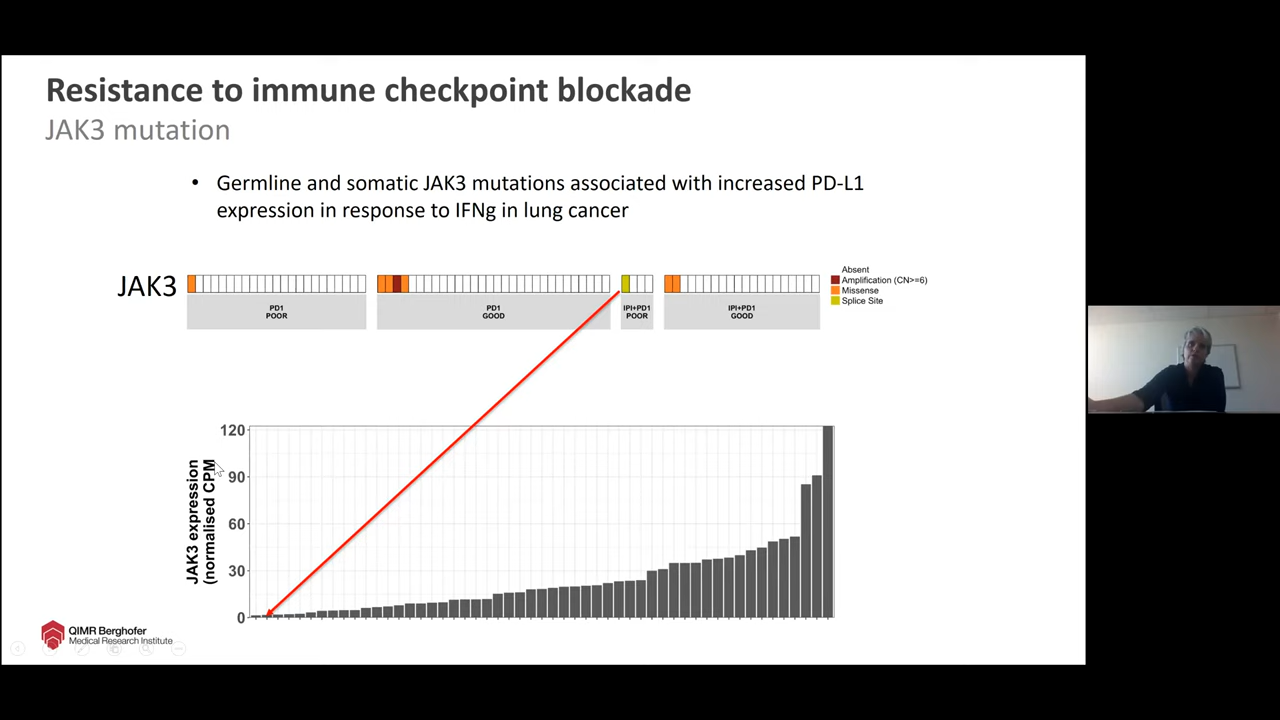 Resistance to immune checkpoint blockade
JAK3 mutation
• Germline and somatic JAK3 mutations associated with increased PD-L1
expression in response to IFNg in lung cancer
JAK3
PD1
POOR
PD1
GOOD
IPI+PD1
POOR
IPI+PD1
GOOD
Absent
Amplification (CN>=6)
Missense
Splice Site
JAK3 expression
(normalised CPM
120
90
60
30
0
QIMR Berghofer
Medical Research Institute